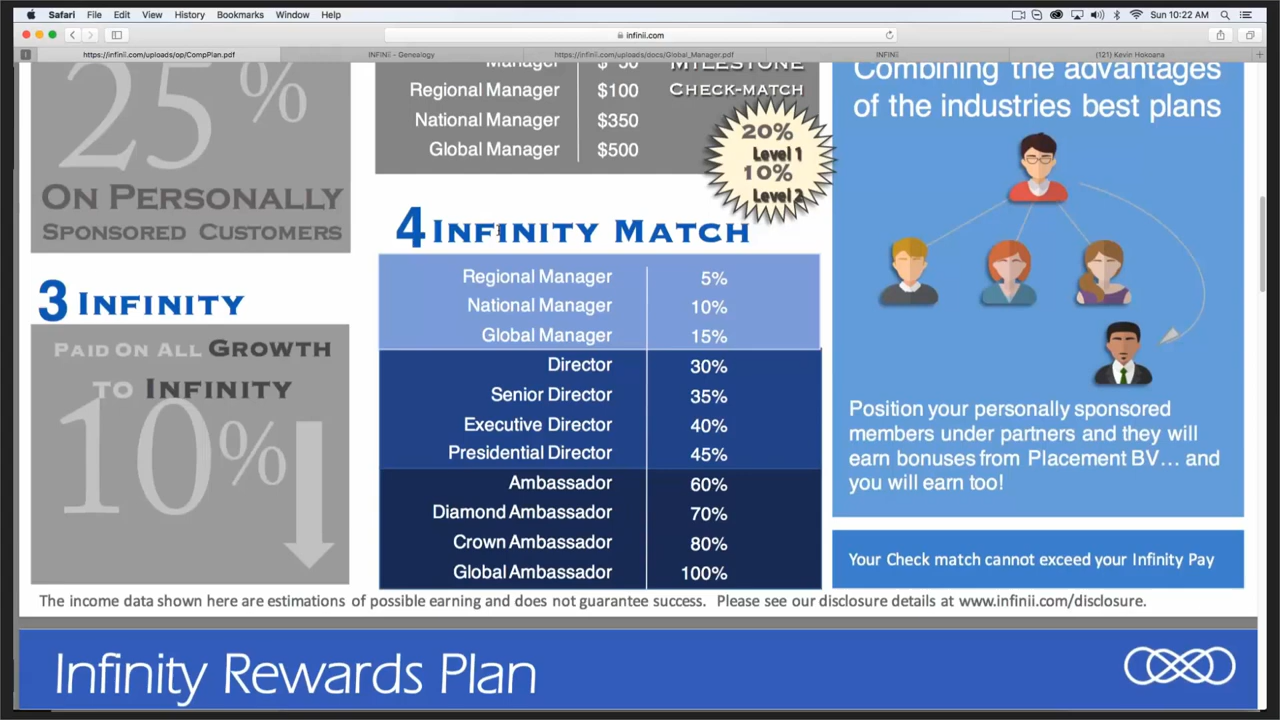 Safari File Edit View History Bookmarks Window Help
Sun 10:22 AM
infinii.com
https://infinii.com/uploads/op/CompPlan.pdf
INFINii - Genealogy
https://infinii.com/uploads/docs/Global_Manager.pdf
INFINII
(121) Kevin Hokoana
25%
On Personally
Sponsored Customers
3 Infinity
Paid On All Growth
to Infinity
10%
Manager
Regional Manager $100
National Manager $350
Global Manager $500
Milestone
Check-match
20%
Level 1
10%
Level 2
4 Infinity Match
Regional Manager 5%
National Manager 10%
Global Manager 15%
Director 30%
Senior Director 35%
Executive Director 40%
Presidential Director 45%
Ambassador 60%
Diamond Ambassador 70%
Crown Ambassador 80%
Global Ambassador 100%
Combining the advantages
of the industries best plans
Position your personally sponsored
members under partners and they will
earn bonuses from Placement BV... and
you will earn too!
Your Check match cannot exceed your Infinity Pay
The income data shown here are estimations of possible earning and does not guarantee success. Please see our disclosure details at www.infinii.com/disclosure.
Infinity Rewards Plan